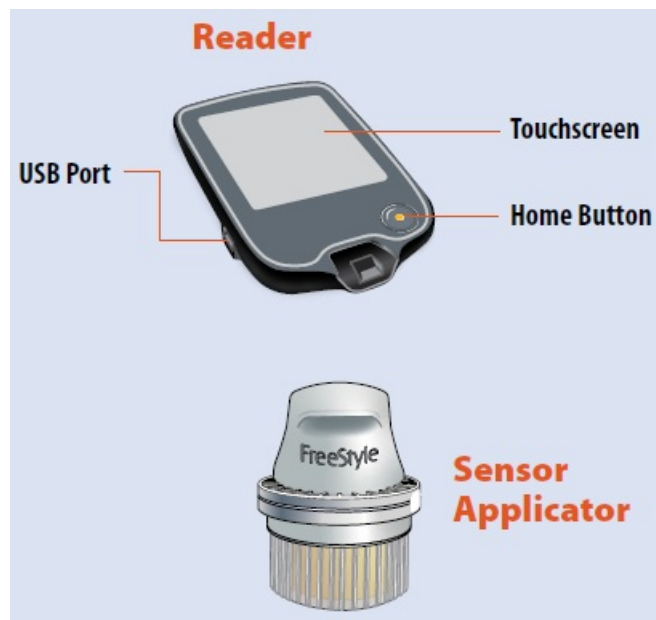 Reader
Touchscreen
USB Port
Home Button
FreeStyle
Sensor
Applicator